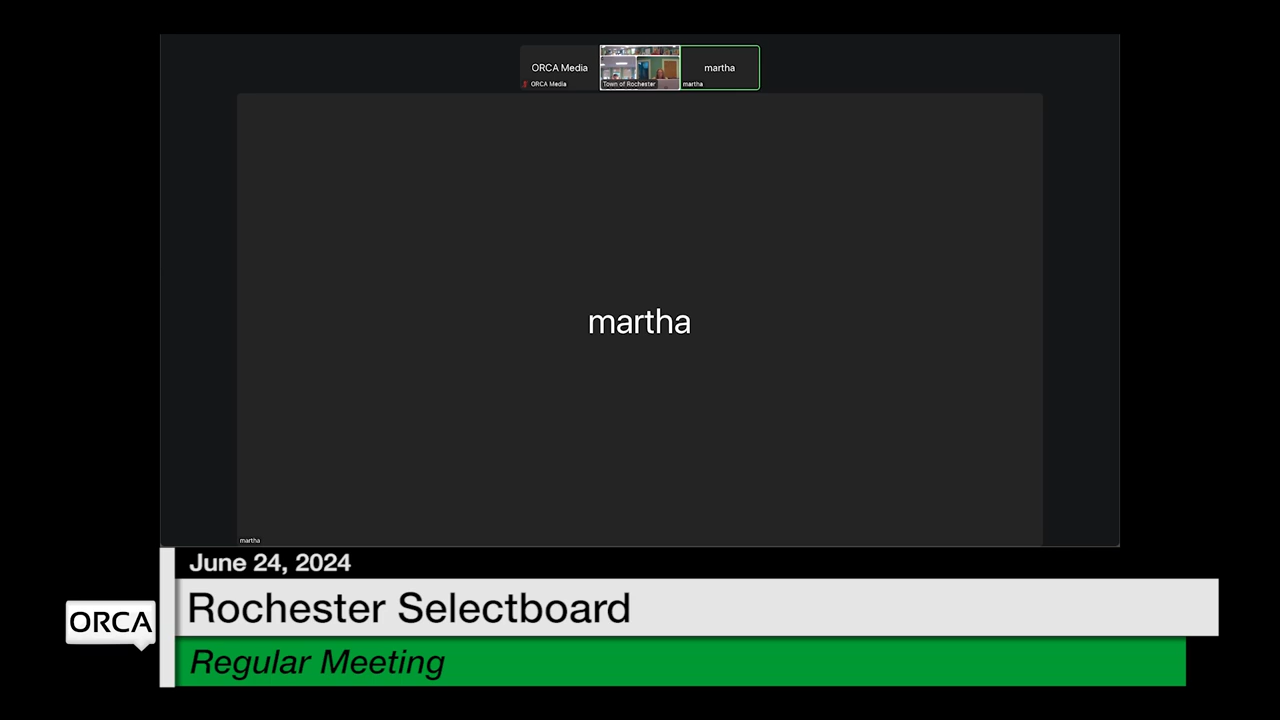 ORCA Media
martha
ORCA Media
Town of Rochester
martha
martha
martha
June 24, 2024
Rochester Selectboard
ORCA
Regular Meeting